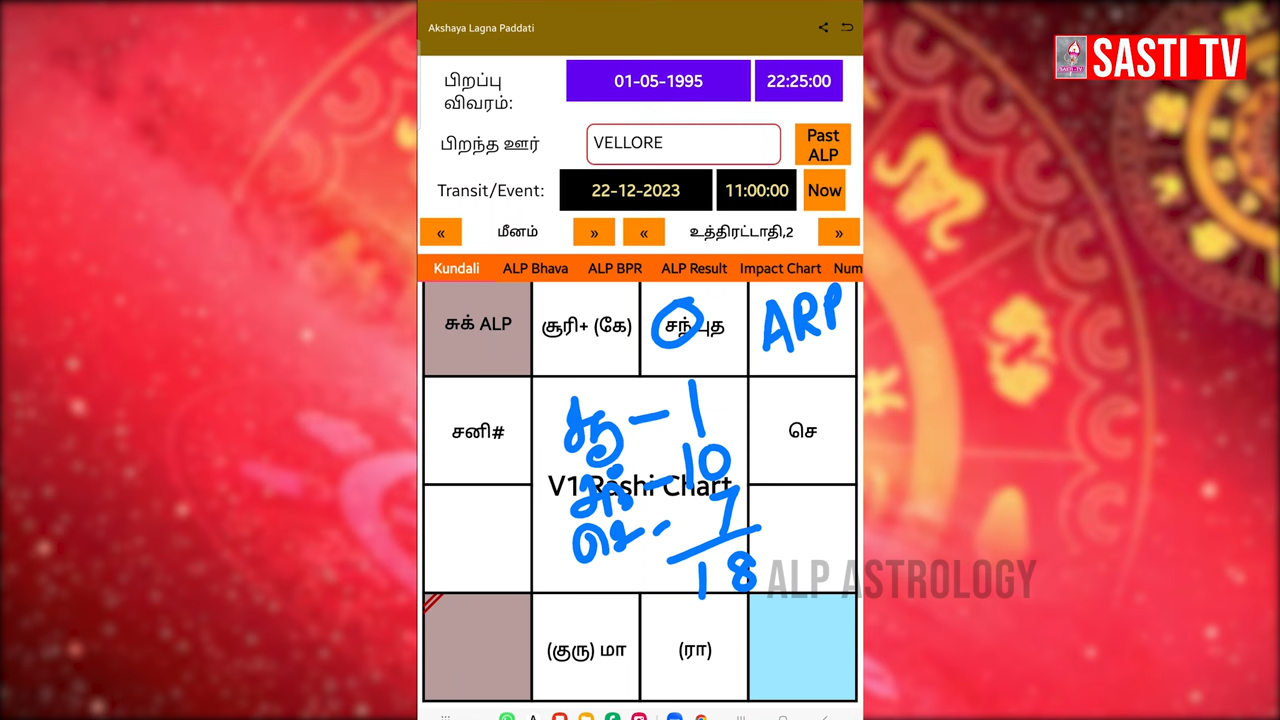 Akshaya Lagna Paddati
SASTI TV
பிறப்பு
விவரம்:
01-05-1995
22:25:00
பிறந்த ஊர்
VELLORE
Past
ALP
Transit/Event:
22-12-2023
11:00:00
Now
«
மீனம்
»
«
உத்திரட்டாதி,2
»
Kundali
ALP Bhava
ALP BPR
ALP Result
Impact Chart
Num
சுக் ALP
சூரி+ (கே)
சந் புத
ARP
சனி#
செ
சூ – 1
சந் – 10
செ - 7
18
V1 Rashi Chart
ALP ASTROLOGY
(குரு) மா
(ரா)